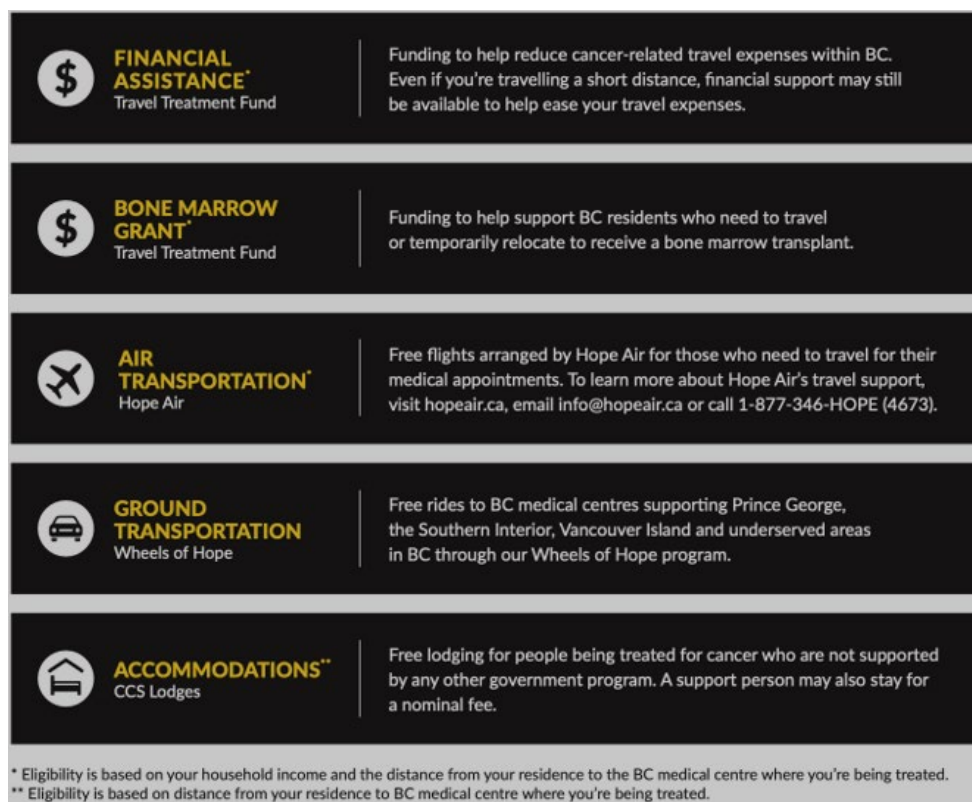 $
FINANCIAL
ASSISTANCE*
Travel Treatment Fund
Funding to help reduce cancer-related travel expenses within BC.
Even if you're travelling a short distance, financial support may still
be available to help ease your travel expenses.
$
BONE MARROW
GRANT*
Travel Treatment Fund
Funding to help support BC residents who need to travel
or temporarily relocate to receive a bone marrow transplant.
AIR
TRANSPORTATION*
Hope Air
Free flights arranged by Hope Air for those who need to travel for their
medical appointments. To learn more about Hope Air's travel support,
visit hopeair.ca, email info@hopeair.ca or call 1-877-346-HOPE (4673).
GROUND
TRANSPORTATION
Wheels of Hope
Free rides to BC medical centres supporting Prince George,
the Southern Interior, Vancouver Island and underserved areas
in BC through our Wheels of Hope program.
ACCOMMODATIONS**
CCS Lodges
Free lodging for people being treated for cancer who are not supported
by any other government program. A support person may also stay for
a nominal fee.
* Eligibility is based on your household income and the distance from your residence to the BC medical centre where you're being treated.
** Eligibility is based on distance from your residence to BC medical centre where you're being treated.